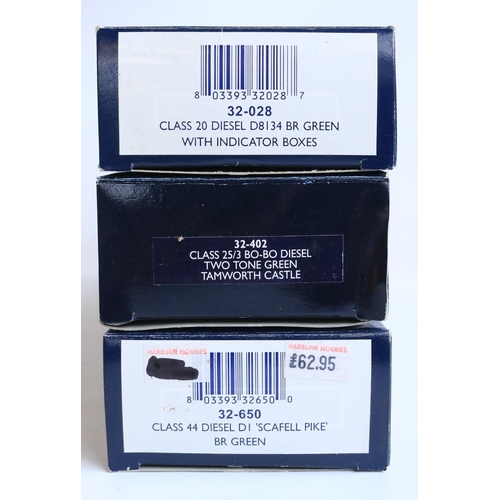 8 03393 32028 7
32-028
CLASS 20 DIESEL D8134 BR GREEN
WITH INDICATOR BOXES
32-402
CLASS 25/3 BO-BO DIESEL
TWO TONE GREEN
TAMWORTH CASTLE
HARBURN HOBBIES
HARBURN HOBBIES
£62.95
8 03393 32650 0
32-650
CLASS 44 DIESEL D1 'SCAFELL PIKE'
BR GREEN